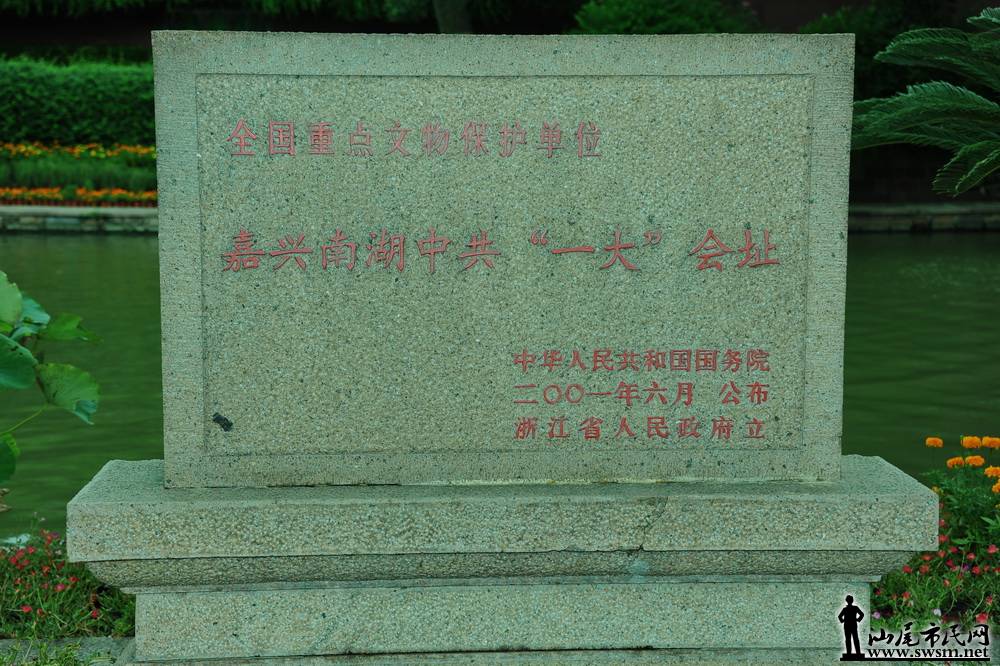 全国重点文物保护单位
嘉兴南湖中共“一大”会址
中华人民共和国国务院
二〇〇一年六月 公布
浙江省人民政府立
汕尾市民网
www.swsm.net